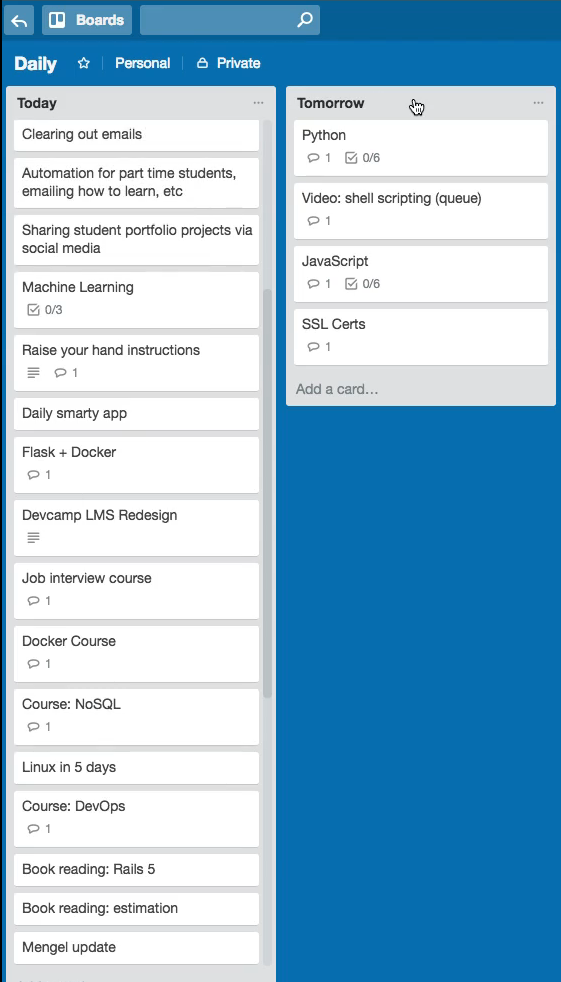 Boards
Daily
Personal
Private
Today
Clearing out emails
Automation for part time students,
emailing how to learn, etc
Sharing student portfolio projects via
social media
Machine Learning
0/3
Raise your hand instructions
1
Daily smarty app
Flask + Docker
1
Devcamp LMS Redesign
Job interview course
1
Docker Course
1
Course: NoSQL
1
Linux in 5 days
Course: DevOps
1
Book reading: Rails 5
Book reading: estimation
Mengel update
Tomorrow
Python
1 0/6
Video: shell scripting (queue)
1
JavaScript
1 0/6
SSL Certs
1
Add a card…